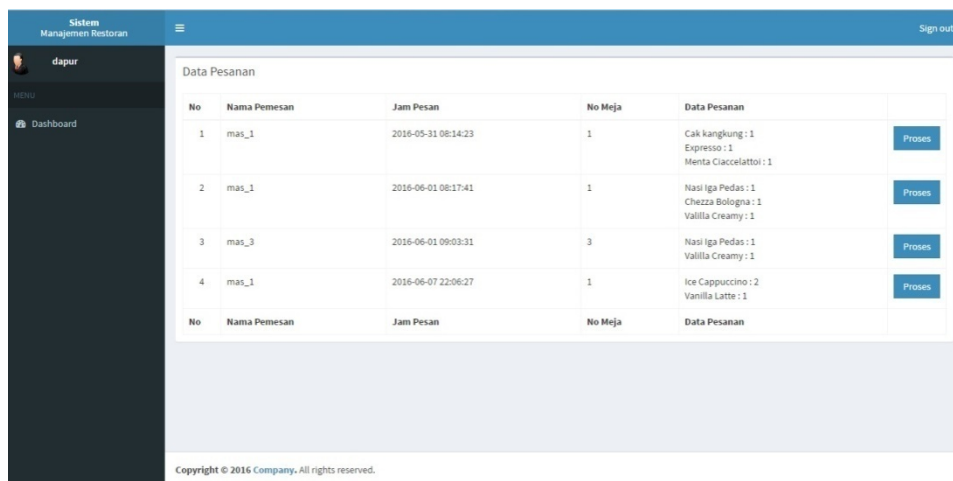 Sistem
Manajemen Restoran
Sign out
dapur
MENU
Dashboard
Data Pesanan
No Nama Pemesan Jam Pesan No Meja Data Pesanan
1 mas_1 2016-05-31 08:14:23 1 Cak kangkung : 1 Proses
Expresso : 1
Menta Ciaccelattoi : 1
2 mas_1 2016-06-01 08:17:41 1 Nasi Iga Pedas : 1 Proses
Chezza Bologna : 1
Valilla Creamy : 1
3 mas_3 2016-06-01 09:03:31 3 Nasi Iga Pedas : 1 Proses
Valilla Creamy : 1
4 mas_1 2016-06-07 22:06:27 1 Ice Cappuccino : 2 Proses
Vanilla Latte : 1
No Nama Pemesan Jam Pesan No Meja Data Pesanan
Copyright © 2016 Company. All rights reserved.